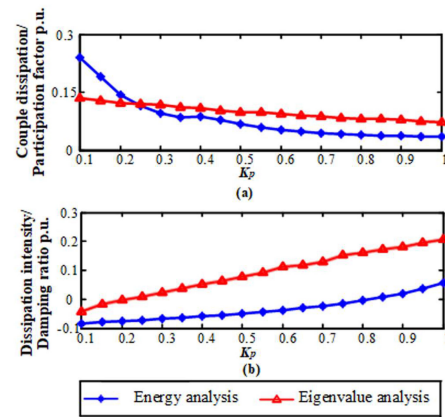 Couple dissipation/
Participation factor p.u.
0.3
0.15
0
0.1 0.2 0.3 0.4 0.5 0.6 0.7 0.8 0.9 1
Kp
(a)
Dissipation intensity/
Damping ratio p.u.
0.3
0.2
0.1
0
-0.1
0.1 0.2 0.3 0.4 0.5 0.6 0.7 0.8 0.9 1
Kp
(b)
Energy analysis Eigenvalue analysis